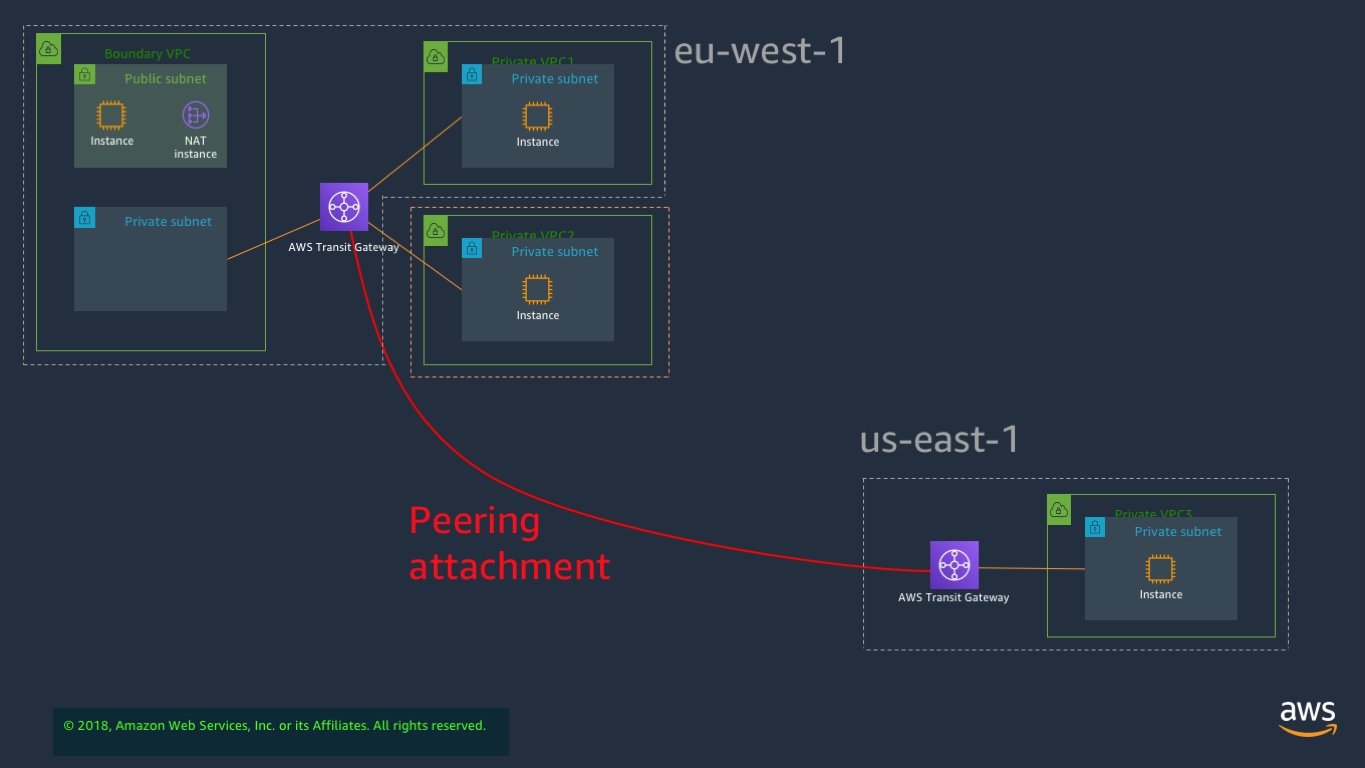 eu-west-1
Boundary VPC
Public subnet
Instance
NAT
instance
Private subnet
AWS Transit Gateway
Private VPC1
Private subnet
Instance
Private VPC2
Private subnet
Instance
Peering
attachment
us-east-1
AWS Transit Gateway
Private VPC3
Private subnet
Instance
© 2018, Amazon Web Services, Inc. or its Affiliates. All rights reserved.
aws